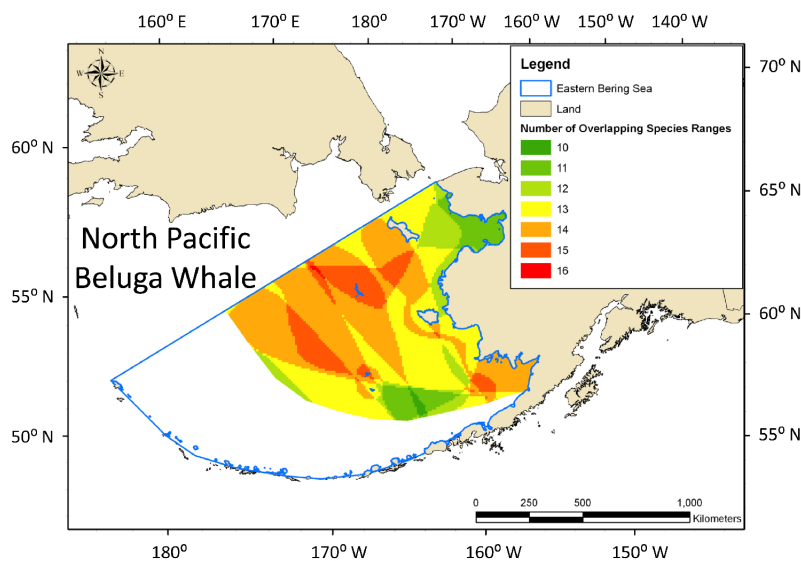 160° E 170° E 180° 170° W 160° W 150° W 140° W
N
W E
S
Legend
Eastern Bering Sea
Land
Number of Overlapping Species Ranges
10
11
12
13
14
15
16
70° N
60° N
65° N
North Pacific
Beluga Whale
55° N
60° N
50° N
55° N
0 250 500 1,000
Kilometers
180° 170° W 160° W 150° W